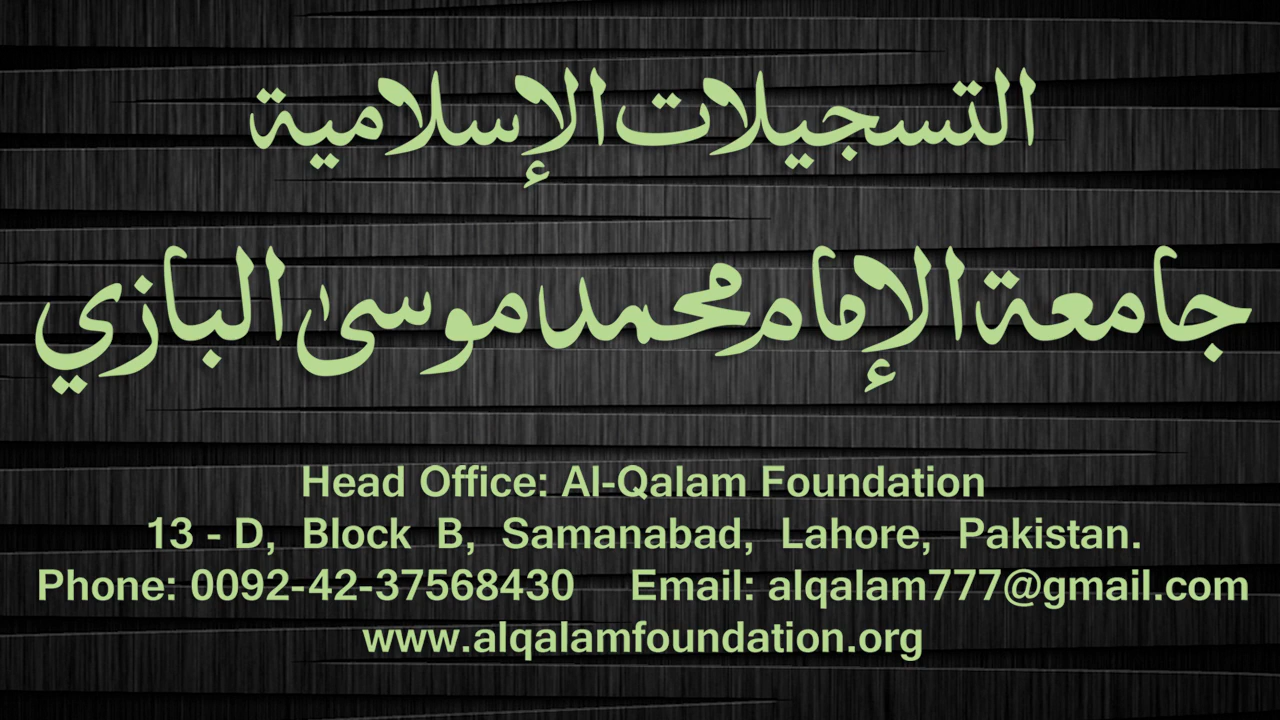 التسجيلات الإسلامية
جامعة الإمام محمد موسىٰ البازي
Head Office: Al-Qalam Foundation
13 - D, Block B, Samanabad, Lahore, Pakistan.
Phone: 0092-42-37568430 Email: alqalam777@gmail.com
www.alqalamfoundation.org